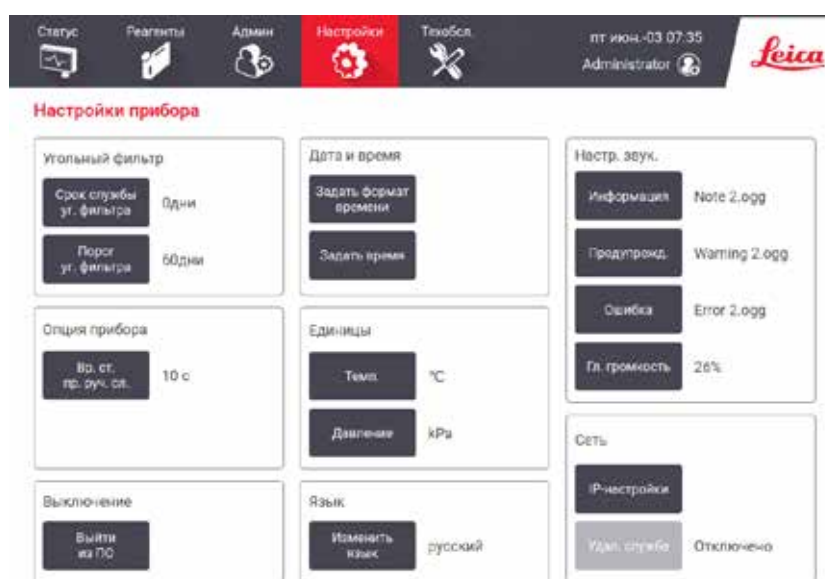 Статус Реагенты Админ Настройки Техобсл.
пт июн.-03 07:35
Administrator
Leica
Настройки прибора
Угольный фильтр
Срок службы
уг. фильтра
0дни
Порог
уг. фильтра
60дни
Дата и время
Задать формат
времени
Задать время
Настр. звук.
Информация
Note 2.ogg
Предупрежд.
Warning 2.ogg
Ошибка
Error 2.ogg
Гл. громкость
26%
Опция прибора
Вр. ст.
пр. руч. сл.
10 с
Единицы
Темп.
°C
Давление
kPa
Сеть
IP-настройки
Удал. служба
Отключено
Выключение
Выйти
из ПО
Язык
Изменить
язык
русский